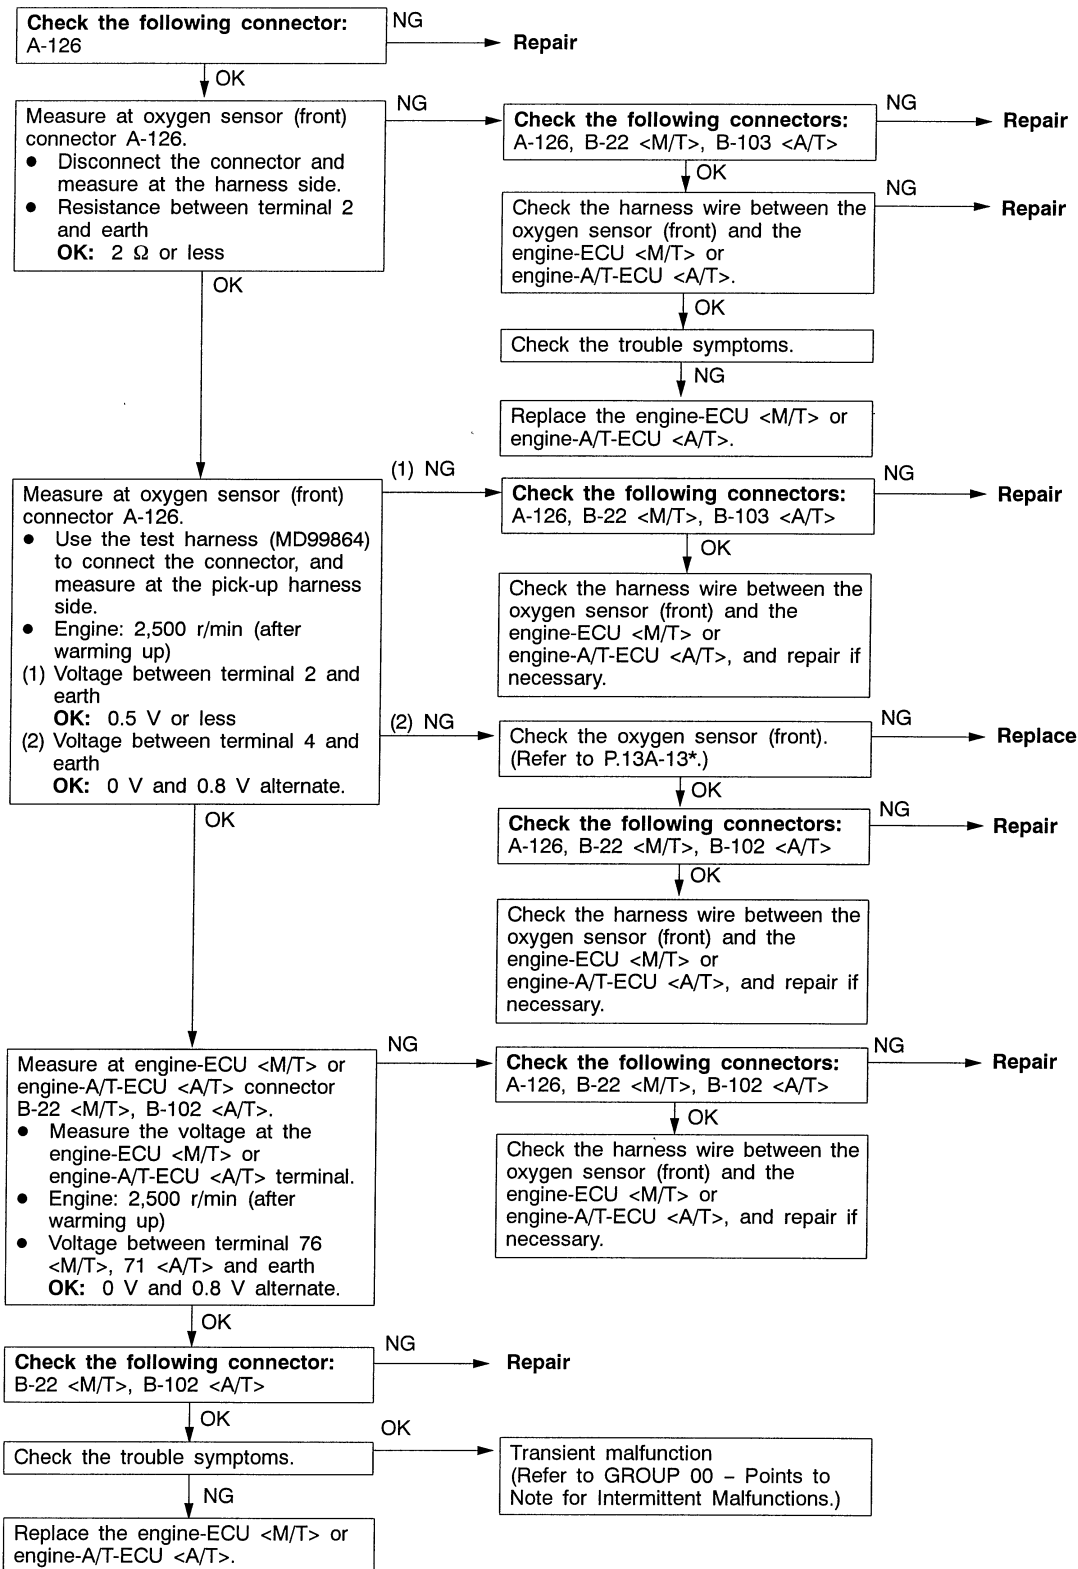 Check the following connector:
A-126
NG
Repair
OK
Measure at oxygen sensor (front)
connector A-126.
● Disconnect the connector and
measure at the harness side.
● Resistance between terminal 2
and earth
OK: 2 Ω or less
NG
Check the following connectors:
A-126, B-22 <M/T>, B-103 <A/T>
NG
Repair
OK
Check the harness wire between the
oxygen sensor (front) and the
engine-ECU <M/T> or
engine-A/T-ECU <A/T>.
NG
Repair
OK
Check the trouble symptoms.
NG
Replace the engine-ECU <M/T> or
engine-A/T-ECU <A/T>.
OK
Measure at oxygen sensor (front)
connector A-126.
● Use the test harness (MD99864)
to connect the connector, and
measure at the pick-up harness
side.
● Engine: 2,500 r/min (after
warming up)
(1) Voltage between terminal 2 and
earth
OK: 0.5 V or less
(2) Voltage between terminal 4 and
earth
OK: 0 V and 0.8 V alternate.
(1) NG
Check the following connectors:
A-126, B-22 <M/T>, B-103 <A/T>
NG
Repair
OK
Check the harness wire between the
oxygen sensor (front) and the
engine-ECU <M/T> or
engine-A/T-ECU <A/T>, and repair if
necessary.
(2) NG
Check the oxygen sensor (front).
(Refer to P.13A-13*.)
NG
Replace
OK
Check the following connectors:
A-126, B-22 <M/T>, B-102 <A/T>
NG
Repair
OK
Check the harness wire between the
oxygen sensor (front) and the
engine-ECU <M/T> or
engine-A/T-ECU <A/T>, and repair if
necessary.
OK
Measure at engine-ECU <M/T> or
engine-A/T-ECU <A/T> connector
B-22 <M/T>, B-102 <A/T>.
● Measure the voltage at the
engine-ECU <M/T> or
engine-A/T-ECU <A/T> terminal.
● Engine: 2,500 r/min (after
warming up)
● Voltage between terminal 76
<M/T>, 71 <A/T> and earth
OK: 0 V and 0.8 V alternate.
NG
Check the following connectors:
A-126, B-22 <M/T>, B-102 <A/T>
NG
Repair
OK
Check the harness wire between the
oxygen sensor (front) and the
engine-ECU <M/T> or
engine-A/T-ECU <A/T>, and repair if
necessary.
OK
Check the following connector:
B-22 <M/T>, B-102 <A/T>
NG
Repair
OK
Check the trouble symptoms.
OK
Transient malfunction
(Refer to GROUP 00 – Points to
Note for Intermittent Malfunctions.)
NG
Replace the engine-ECU <M/T> or
engine-A/T-ECU <A/T>.